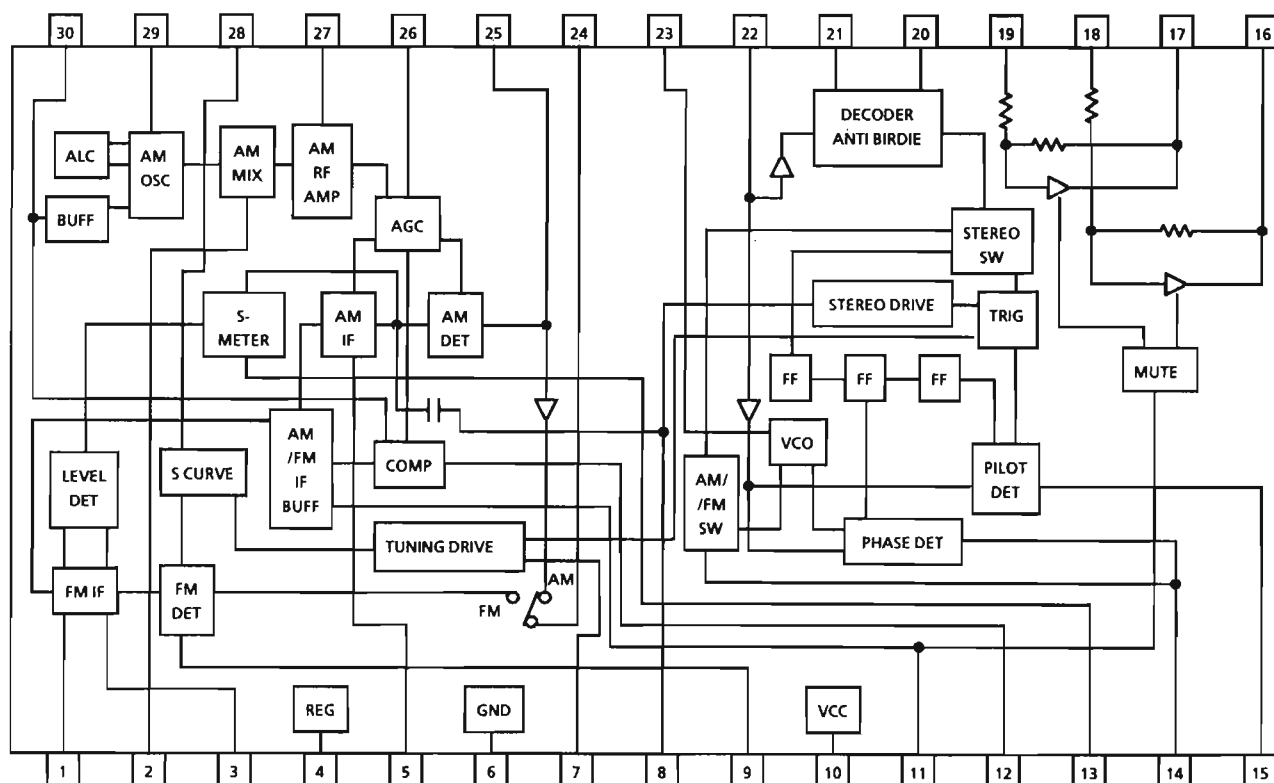 30 29 28 27 26 25 24 23 22 21 20 19 18 17 16
DECODER
ANTI BIRDIE
ALC
AM
OSC
AM
MIX
AM
RF
AMP
BUFF
AGC
STEREO
SW
S-
METER
AM
IF
AM
DET
STEREO DRIVE
TRIG
FF
FF
FF
MUTE
AM
/FM
IF
BUFF
COMP
VCO
LEVEL
DET
S CURVE
AM/
/FM
SW
PILOT
DET
TUNING DRIVE
PHASE DET
FM IF
FM
DET
FM
AM
REG
GND
VCC
1 2 3 4 5 6 7 8 9 10 11 12 13 14 15